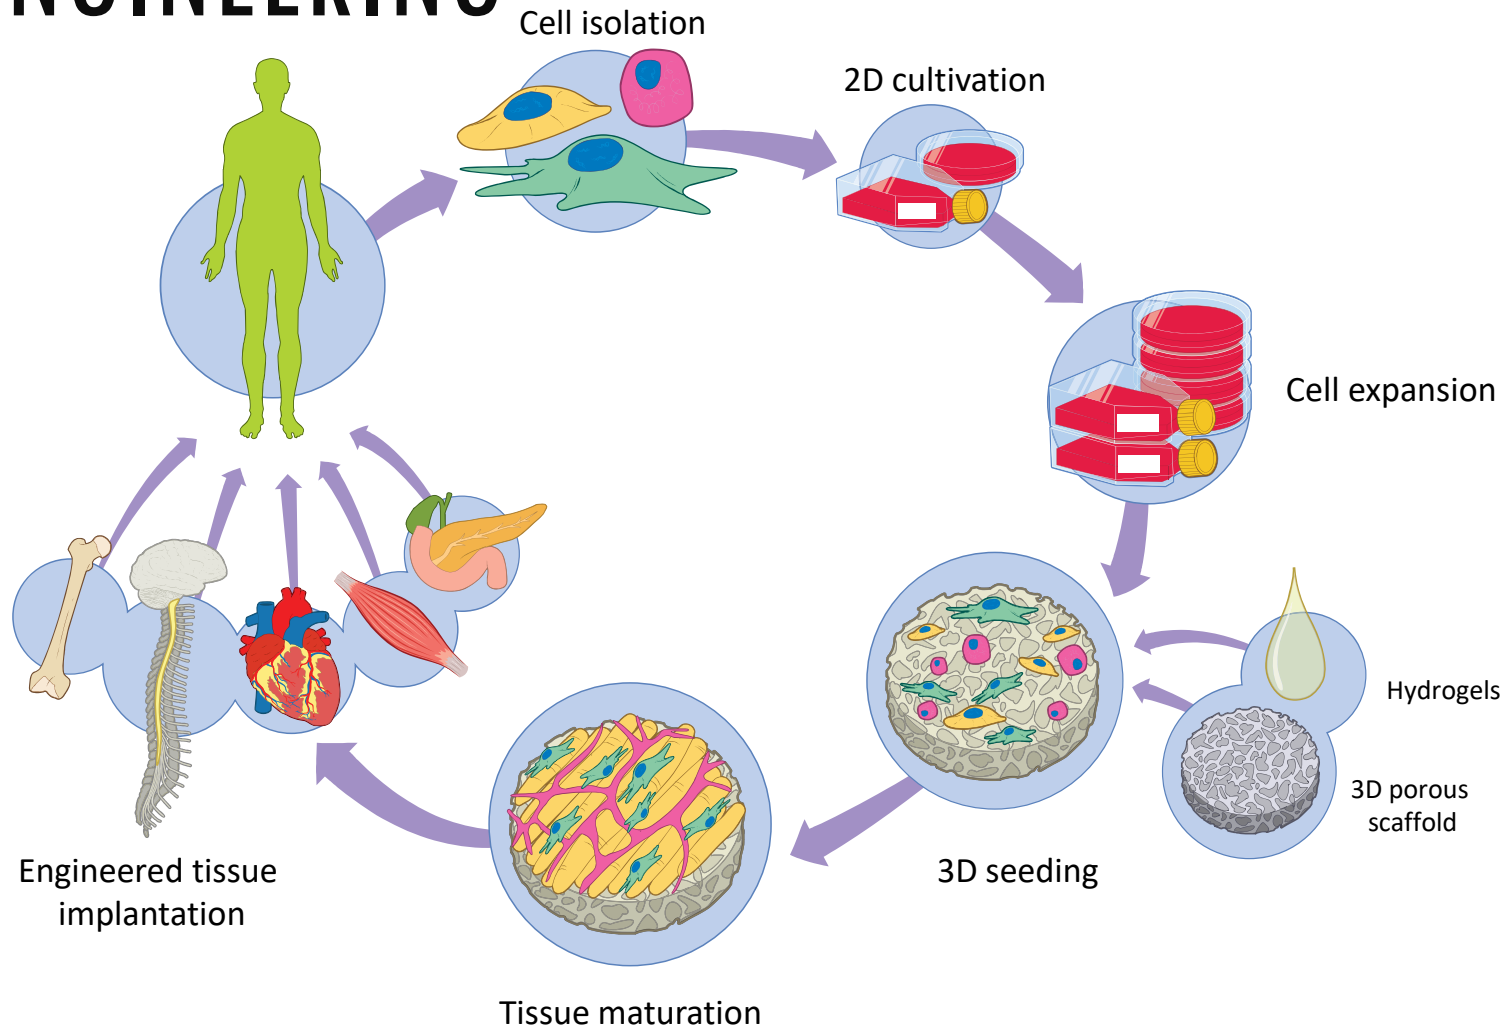 Cell isolation
2D cultivation
Cell expansion
Hydrogels
3D porous
scaffold
3D seeding
Engineered tissue
implantation
Tissue maturation